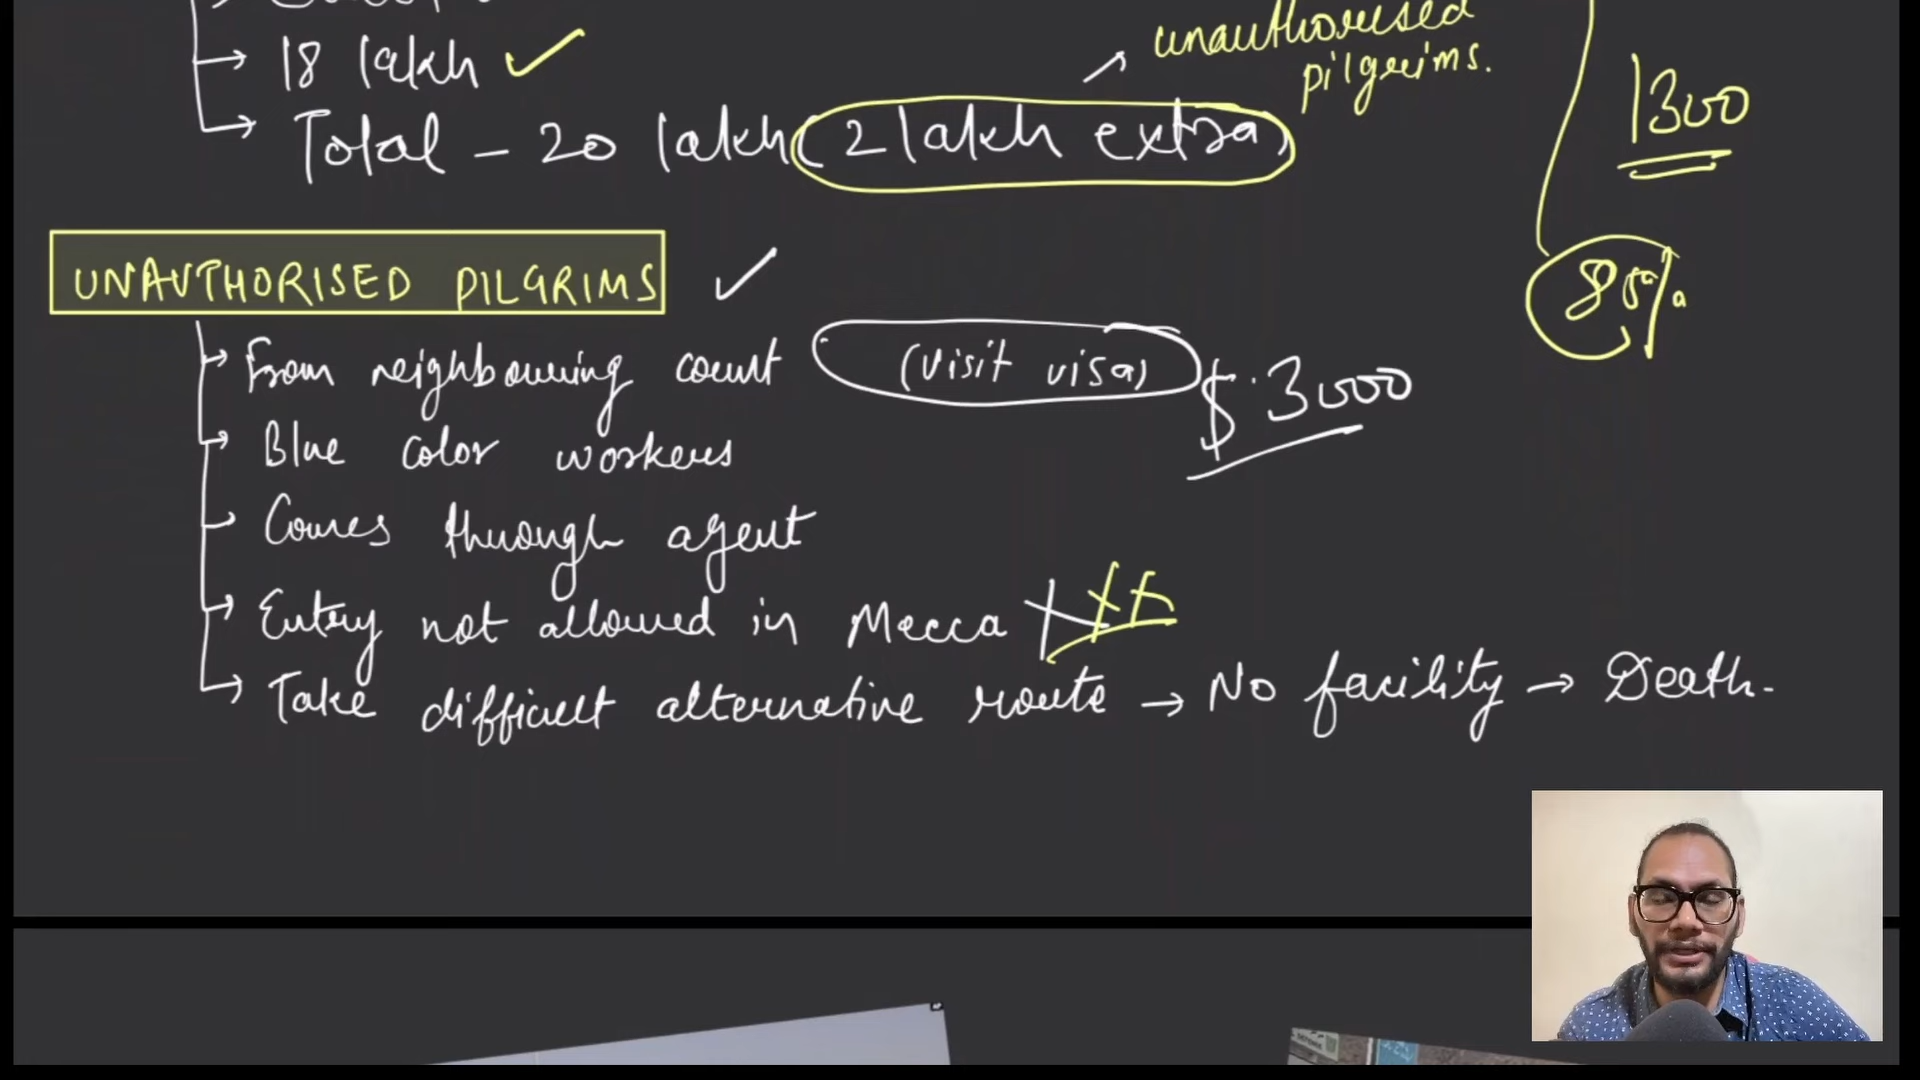 18 lakh
unauthorised
pilgrims.
Total - 20 lakh (2 lakh extra)
1300
UNAUTHORISED PILGRIMS
85%
From neighbouring count (visit visa) $ 3000
Blue color workers
Comes through agent
Entry not allowed in Mecca XXX
Take difficult alternative route → No facility → Death.